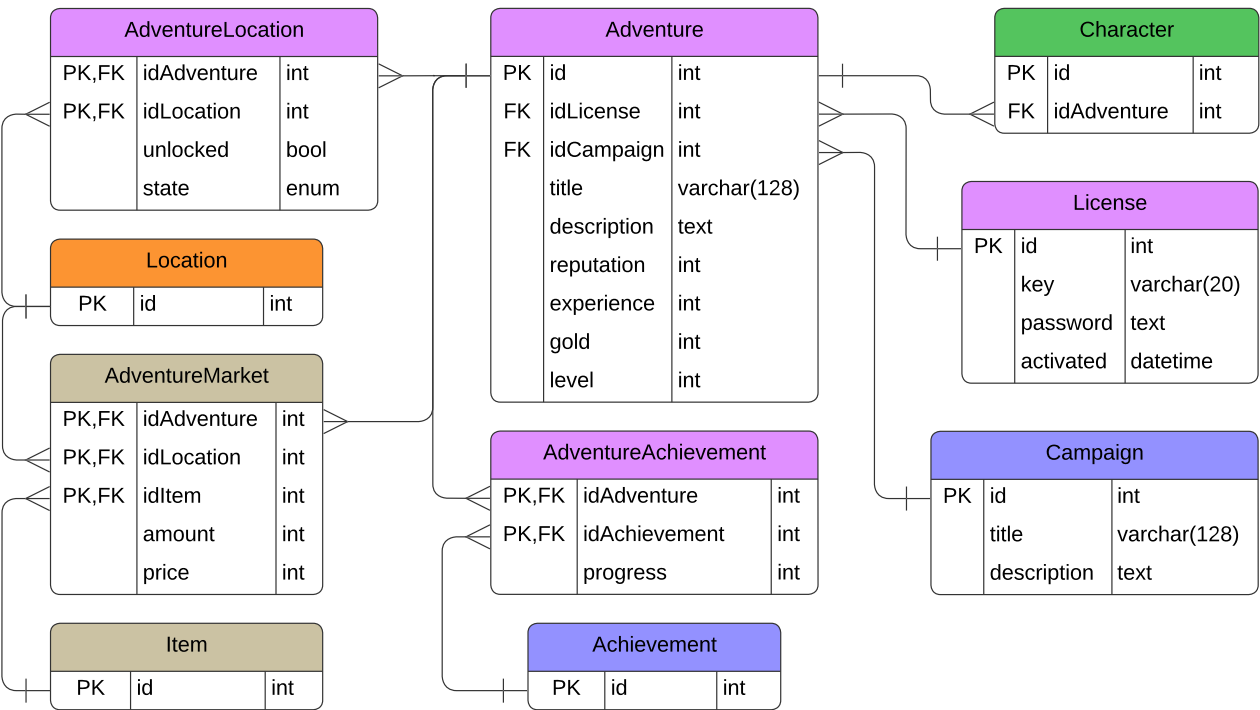 AdventureLocation
PK,FK idAdventure int
PK,FK idLocation int
unlocked bool
state enum
Location
PK id int
AdventureMarket
PK,FK idAdventure int
PK,FK idLocation int
PK,FK idItem int
amount int
price int
Item
PK id int
Adventure
PK id int
FK idLicense int
FK idCampaign int
title varchar(128)
description text
reputation int
experience int
gold int
level int
AdventureAchievement
PK,FK idAdventure int
PK,FK idAchievement int
progress int
Achievement
PK id int
Character
PK id int
FK idAdventure int
License
PK id int
key varchar(20)
password text
activated datetime
Campaign
PK id int
title varchar(128)
description text